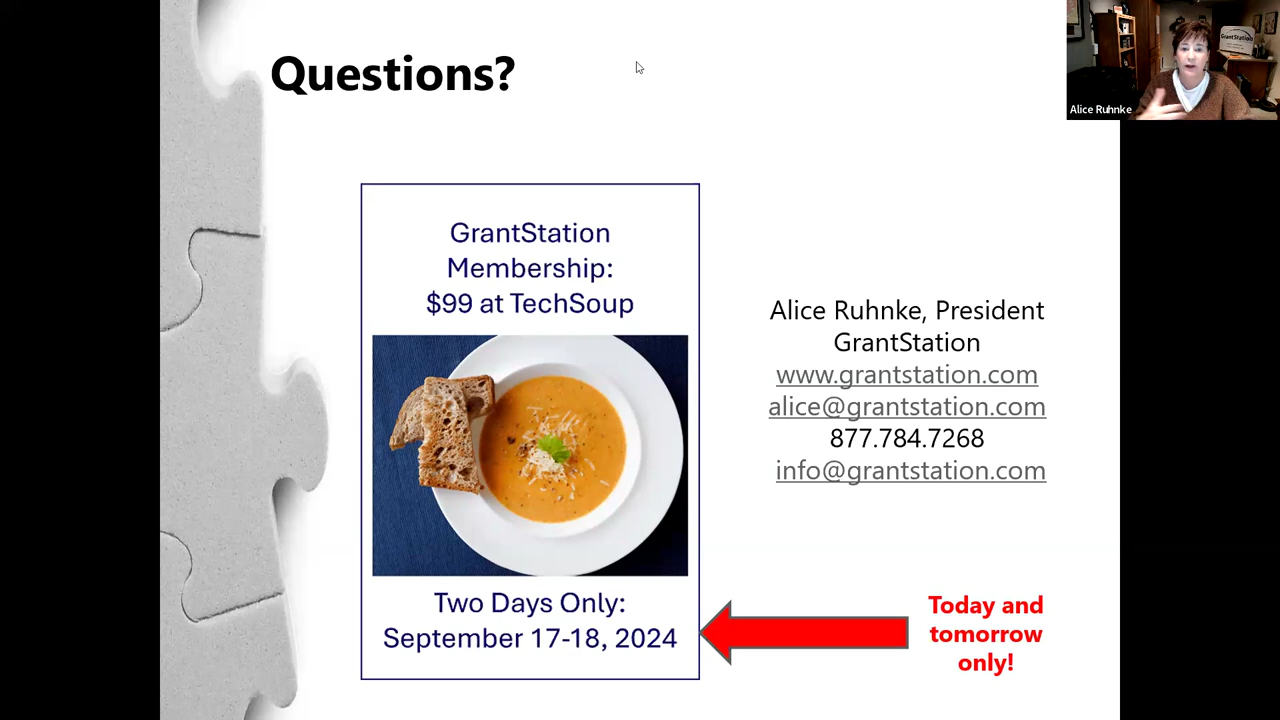 Questions?
GrantStation
Alice Ruhnke
GrantStation
Membership:
$99 at TechSoup
Two Days Only:
September 17-18, 2024
Alice Ruhnke, President
GrantStation
www.grantstation.com
alice@grantstation.com
877.784.7268
info@grantstation.com
Today and
tomorrow
only!